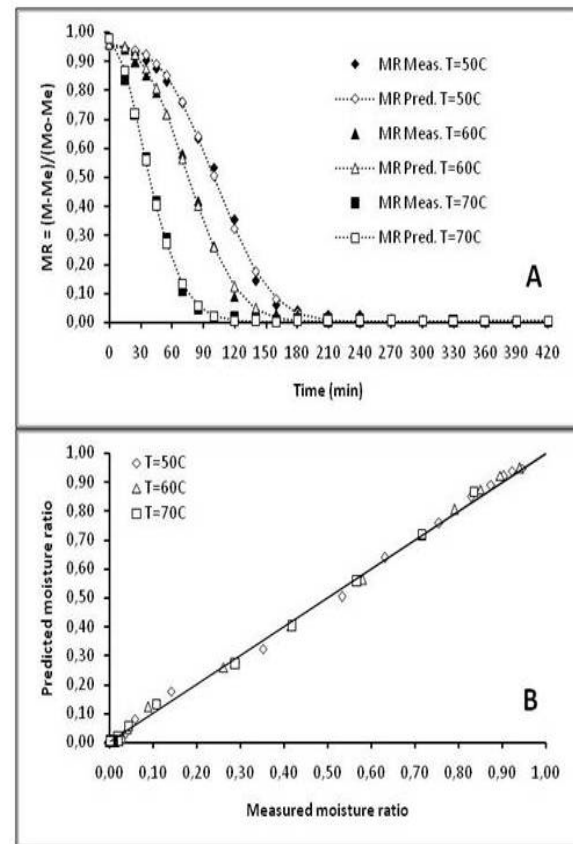 MR = (M-Me)/(Mo-Me)
1,00
0,90
0,80
0,70
0,60
0,50
0,40
0,30
0,20
0,10
0,00
MR Meas. T=50C
MR Pred. T=50C
MR Meas. T=60C
MR Pred. T=60C
MR Meas. T=70C
MR Pred. T=70C
A
0 30 60 90 120 150 180 210 240 270 300 330 360 390 420
Time (min)
Predicted moisture ratio
1,00
0,90
0,80
0,70
0,60
0,50
0,40
0,30
0,20
0,10
0,00
T=50C
T=60C
T=70C
B
0,00 0,10 0,20 0,30 0,40 0,50 0,60 0,70 0,80 0,90 1,00
Measured moisture ratio